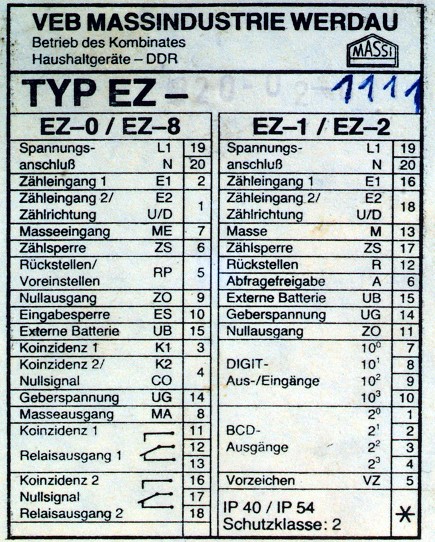 VEB MASSINDUSTRIE WERDAU
Betrieb des Kombinates
Haushaltgeräte – DDR
MASSI
TYP EZ – 1111
EZ–0 / EZ–8
Spannungs- L1 19
anschluß N 20
Zähleingang 1 E1 2
Zähleingang 2/ E2
Zählrichtung U/D 1
Masseeingang ME 7
Zählsperre ZS 6
Rückstellen/
Voreinstellen RP 5
Nullausgang ZO 9
Eingabesperre ES 10
Externe Batterie UB 15
Koinzidenz 1 K1 3
Koinzidenz 2/ K2
Nullsignal CO 4
Geberspannung UG 14
Masseausgang MA 8
Koinzidenz 1 11
Relaisausgang 1 12
13
Koinzidenz 2 16
Nullsignal 17
Relaisausgang 2 18
EZ–1 / EZ–2
Spannungs- L1 19
anschluß N 20
Zähleingang 1 E1 16
Zähleingang 2/ E2
Zählrichtung U/D 18
Masse M 13
Zählsperre ZS 17
Rückstellen R 12
Abfragefreigabe A 6
Externe Batterie UB 15
Geberspannung UG 14
Nullausgang ZO 11
10⁰ 7
DIGIT- 10¹ 8
Aus-/Eingänge 10² 9
10³ 10
2⁰ 1
BCD- 2¹ 2
Ausgänge 2² 3
2³ 4
Vorzeichen VZ 5
IP 40 / IP 54
Schutzklasse: 2 *